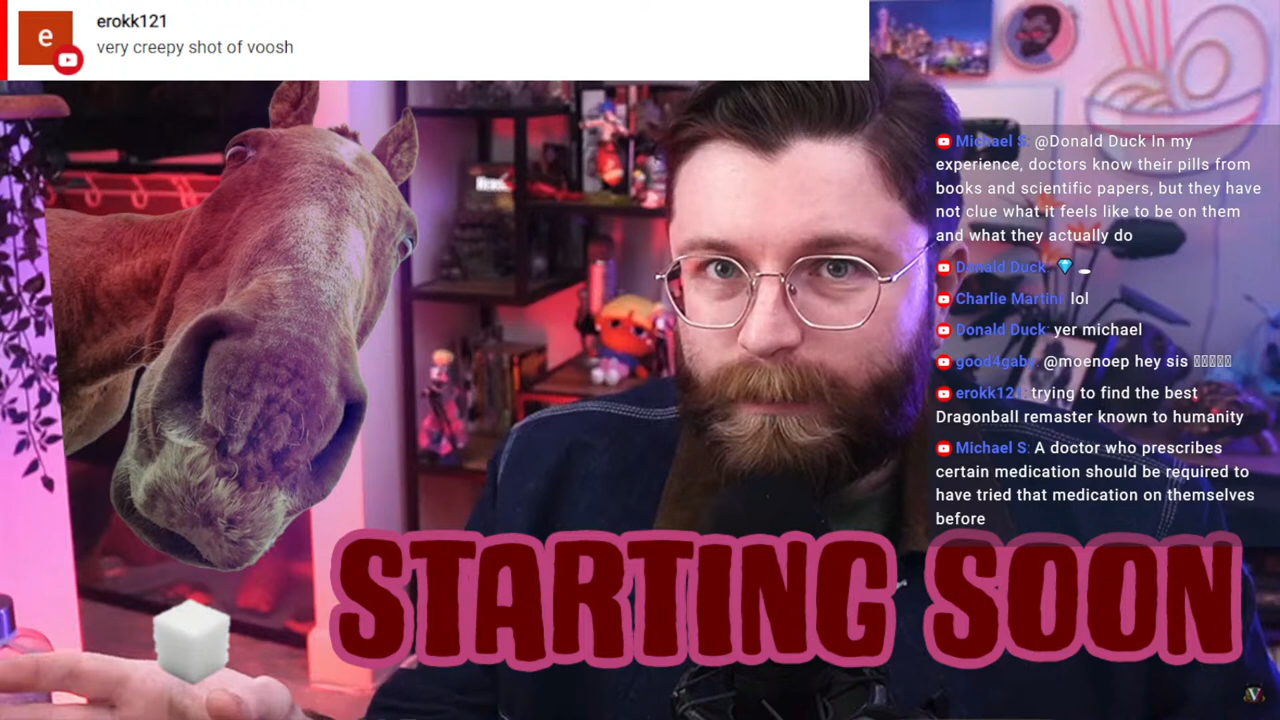 e
erokk121
very creepy shot of voosh
Michael S: @Donald Duck In my
experience, doctors know their pills from
books and scientific papers, but they have
not clue what it feels like to be on them
and what they actually do
Donald Duck:
Charlie Martini: lol
Donald Duck: yer michael
@moenoep hey sis
erokk121: trying to find the best
Dragonball remaster known to humanity
Michael S: A doctor who prescribes
certain medication should be required to
have tried that medication on themselves
before
STARTING SOON